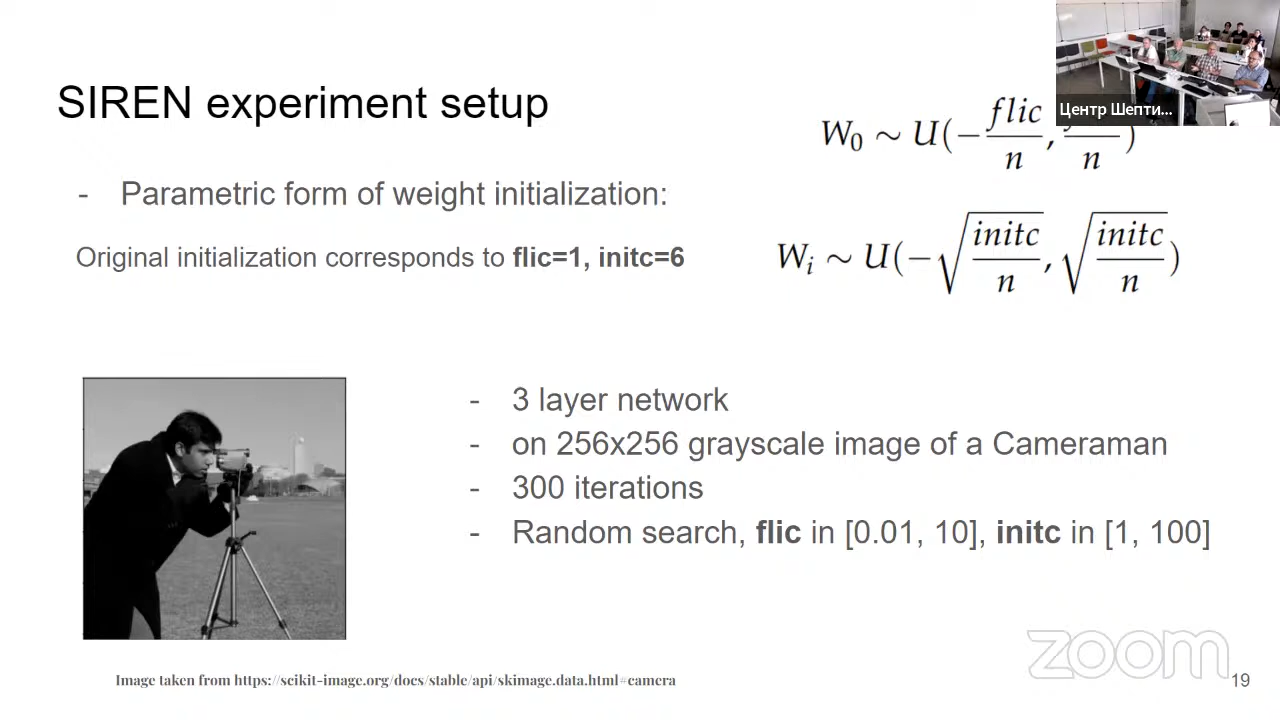 SIREN experiment setup
Центр Шепти...
W₀ ∼ U(−flic/n, /n)
- Parametric form of weight initialization:
Original initialization corresponds to flic=1, initc=6
Wᵢ ∼ U(−√(initc/n), √(initc/n))
- 3 layer network
- on 256x256 grayscale image of a Cameraman
- 300 iterations
- Random search, flic in [0.01, 10], initc in [1, 100]
zoom
Image taken from https://scikit-image.org/docs/stable/api/skimage.data.html#camera
19